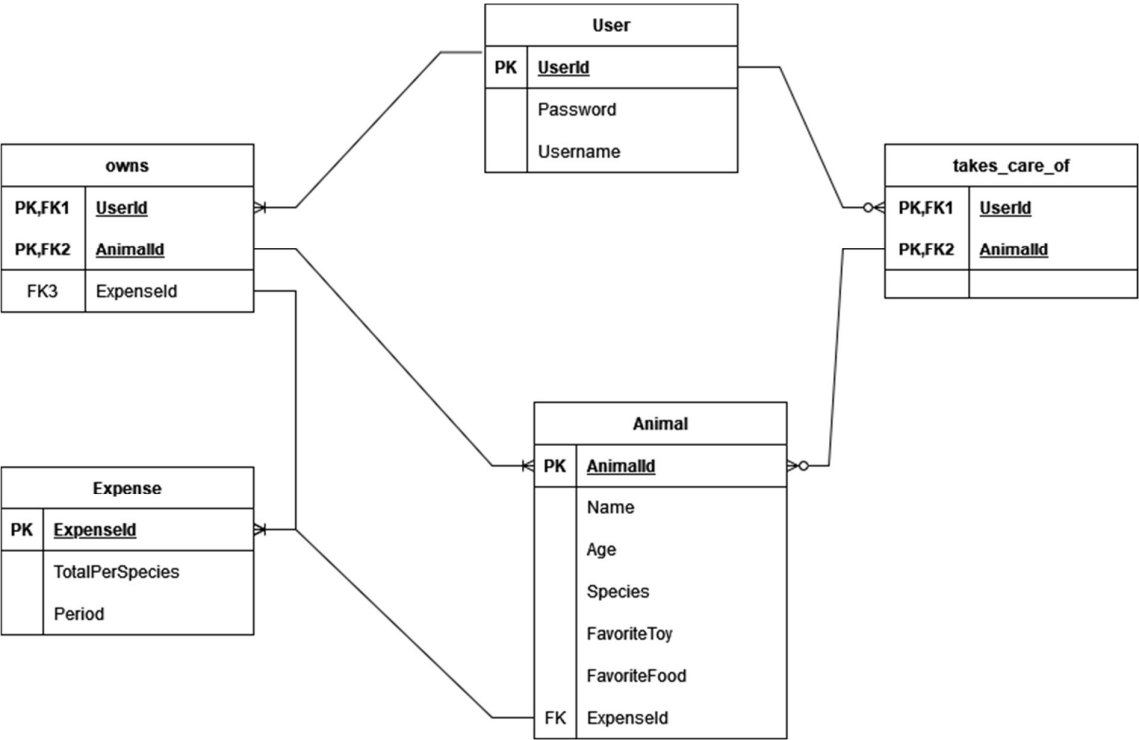 User
PK UserId
Password
Username
owns
PK,FK1 UserId
PK,FK2 AnimalId
FK3 ExpenseId
takes_care_of
PK,FK1 UserId
PK,FK2 AnimalId
Animal
PK AnimalId
Name
Age
Species
FavoriteToy
FavoriteFood
FK ExpenseId
Expense
PK ExpenseId
TotalPerSpecies
Period